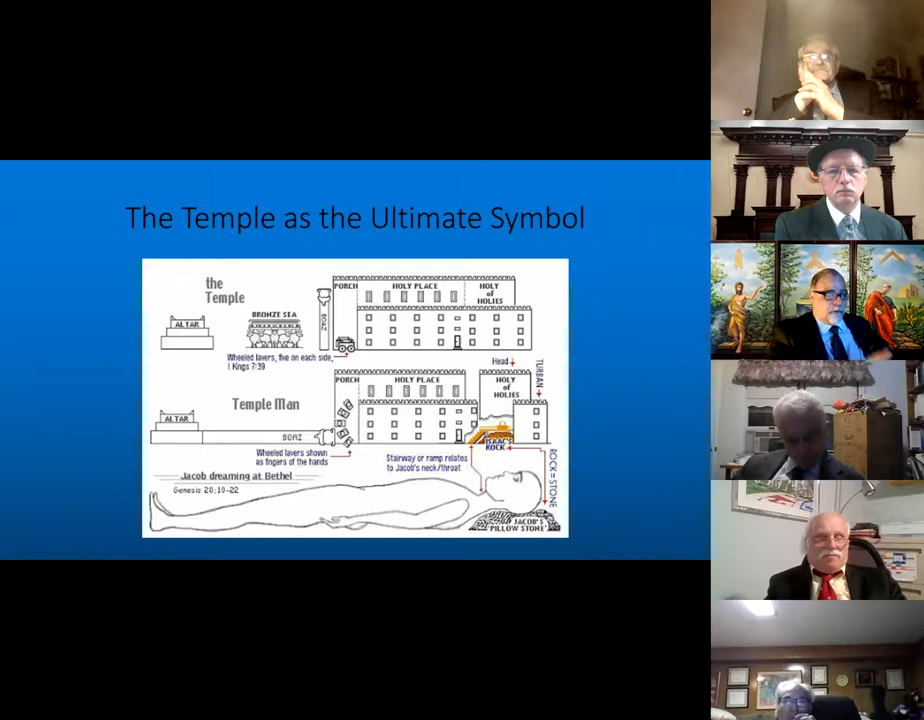 The Temple as the Ultimate Symbol
the
Temple
ALTAR
BRONZE SEA
BOAZ
PORCH
HOLY PLACE
HOLY
of
HOLIES
Wheeled lavers, five on each side,
1 Kings 7:39
Temple Man
ALTAR
BOAZ
PORCH
HOLY PLACE
Head
HOLY
of
HOLIES
TURBAN
ISAAC'S
ROCK
Wheeled lavers shown
as fingers of the hands
Stairway or ramp relates
to Jacob's neck/throat
ROCK = STONE
Jacob dreaming at Bethel
Genesis 28:10-22
JACOB'S
"PILLOW STONE"